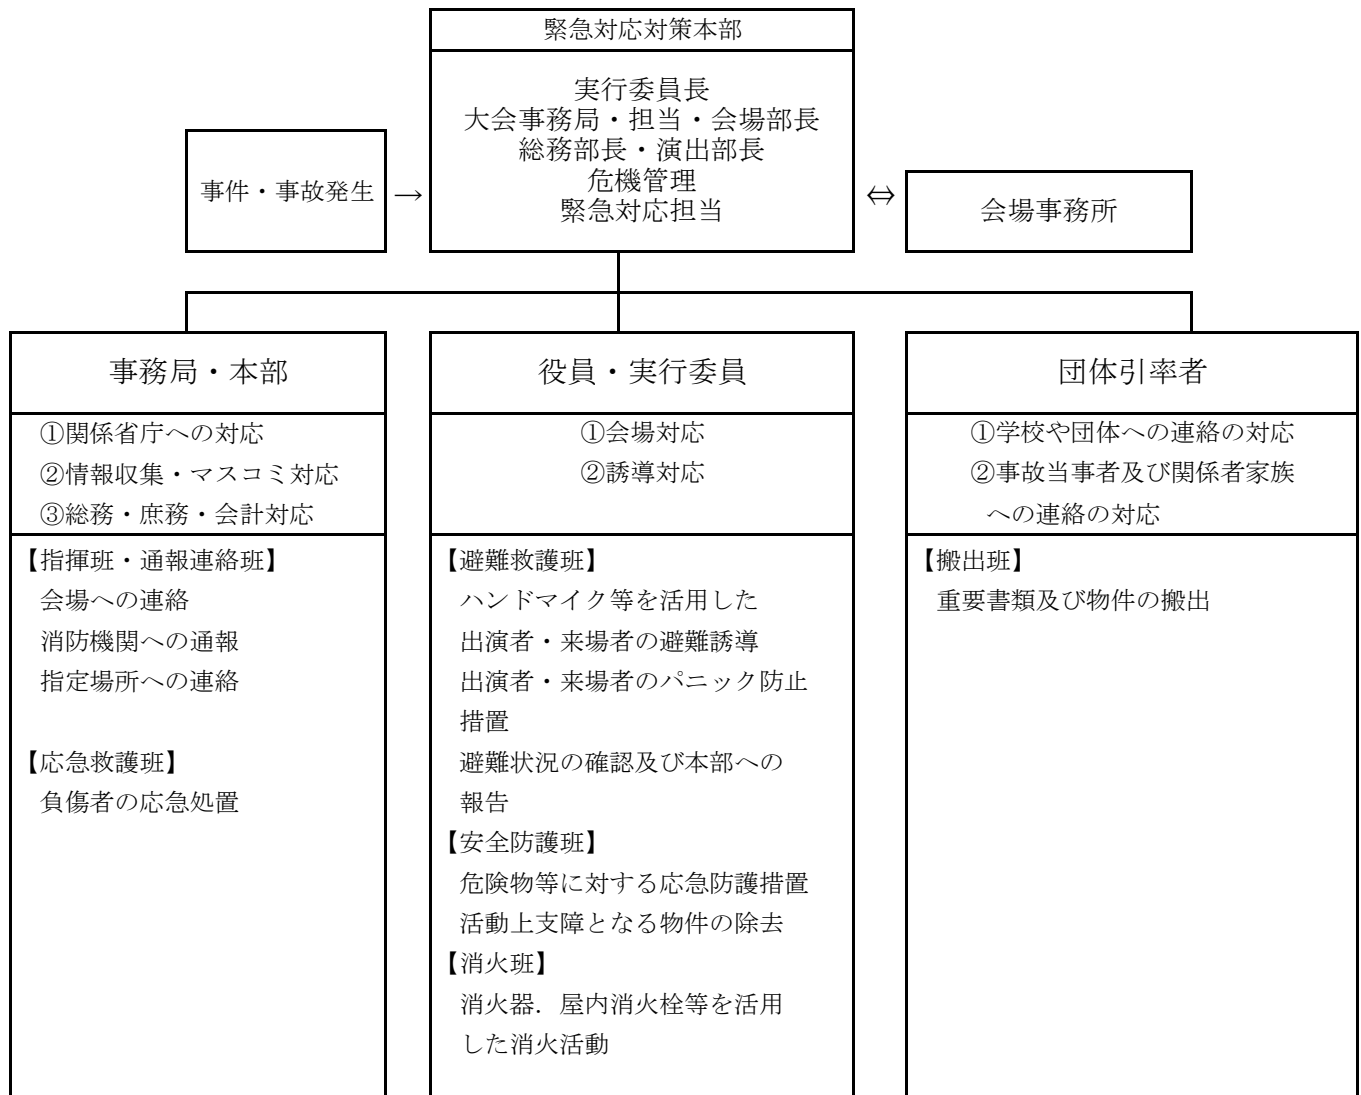 緊急対応対策本部
実行委員長
大会事務局・担当・会場部長
総務部長・演出部長
危機管理
緊急対応担当
事件・事故発生
→
⇔
会場事務所
事務局・本部
①関係省庁への対応
②情報収集・マスコミ対応
③総務・庶務・会計対応
【指揮班・通報連絡班】
会場への連絡
消防機関への通報
指定場所への連絡
【応急救護班】
負傷者の応急処置
役員・実行委員
①会場対応
②誘導対応
【避難救護班】
ハンドマイク等を活用した
出演者・来場者の避難誘導
出演者・来場者のパニック防止
措置
避難状況の確認及び本部への
報告
【安全防護班】
危険物等に対する応急防護措置
活動上支障となる物件の除去
【消火班】
消火器．屋内消火栓等を活用
した消火活動
団体引率者
①学校や団体への連絡の対応
②事故当事者及び関係者家族
への連絡の対応
【搬出班】
重要書類及び物件の搬出